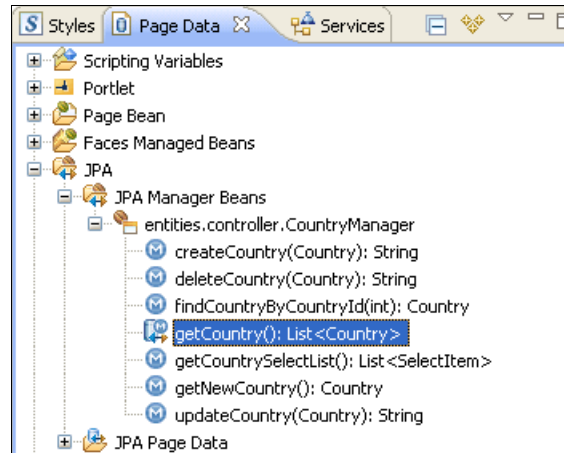 Styles Page Data Services
Scripting Variables
Portlet
Page Bean
Faces Managed Beans
JPA
JPA Manager Beans
entities.controller.CountryManager
createCountry(Country): String
deleteCountry(Country): String
findCountryByCountryId(int): Country
getCountry(): List<Country>
getCountrySelectList(): List<SelectItem>
getNewCountry(): Country
updateCountry(Country): String
JPA Page Data